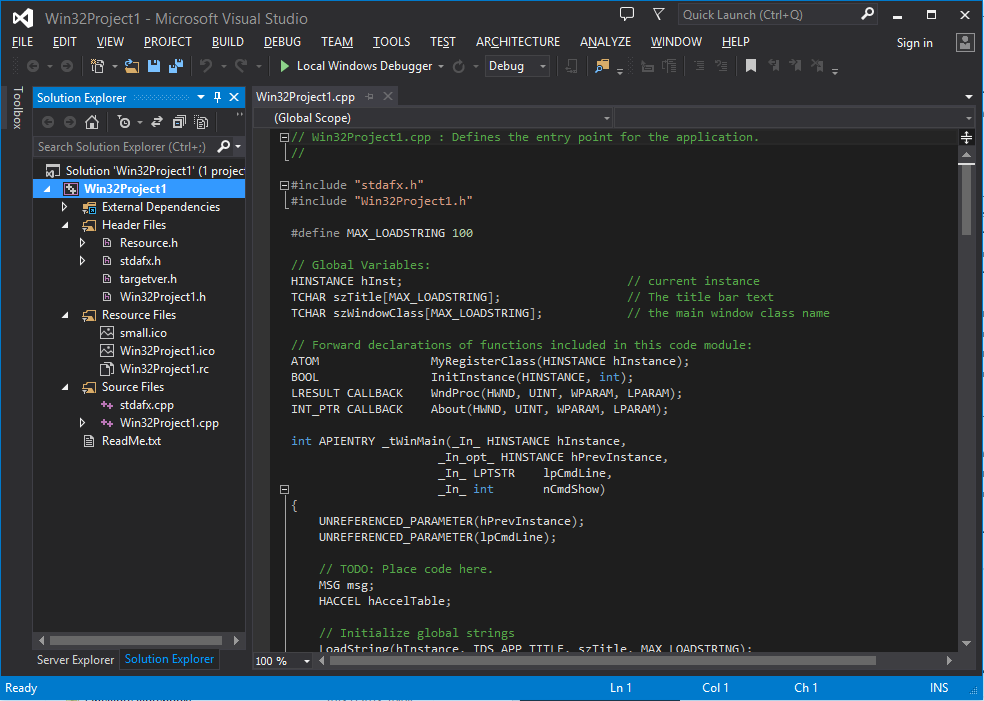 Win32Project1 - Microsoft Visual Studio
Quick Launch (Ctrl+Q)
FILE EDIT VIEW PROJECT BUILD DEBUG TEAM TOOLS TEST ARCHITECTURE ANALYZE WINDOW HELP Sign in
Local Windows Debugger Debug
Toolbox
Solution Explorer
Search Solution Explorer (Ctrl+;)
Solution 'Win32Project1' (1 projec
Win32Project1
External Dependencies
Header Files
Resource.h
stdafx.h
targetver.h
Win32Project1.h
Resource Files
small.ico
Win32Project1.ico
Win32Project1.rc
Source Files
stdafx.cpp
Win32Project1.cpp
ReadMe.txt
Server Explorer Solution Explorer
Win32Project1.cpp
(Global Scope)
// Win32Project1.cpp : Defines the entry point for the application.
//
#include "stdafx.h"
#include "Win32Project1.h"
#define MAX_LOADSTRING 100
// Global Variables:
HINSTANCE hInst; // current instance
TCHAR szTitle[MAX_LOADSTRING]; // The title bar text
TCHAR szWindowClass[MAX_LOADSTRING]; // the main window class name
// Forward declarations of functions included in this code module:
ATOM MyRegisterClass(HINSTANCE hInstance);
BOOL InitInstance(HINSTANCE, int);
LRESULT CALLBACK WndProc(HWND, UINT, WPARAM, LPARAM);
INT_PTR CALLBACK About(HWND, UINT, WPARAM, LPARAM);
int APIENTRY _tWinMain(_In_ HINSTANCE hInstance,
_In_opt_ HINSTANCE hPrevInstance,
_In_ LPTSTR lpCmdLine,
_In_ int nCmdShow)
{
UNREFERENCED_PARAMETER(hPrevInstance);
UNREFERENCED_PARAMETER(lpCmdLine);
// TODO: Place code here.
MSG msg;
HACCEL hAccelTable;
// Initialize global strings
LoadString(hInstance, IDS_APP_TITLE, szTitle, MAX_LOADSTRING);
100 %
Ready Ln 1 Col 1 Ch 1 INS